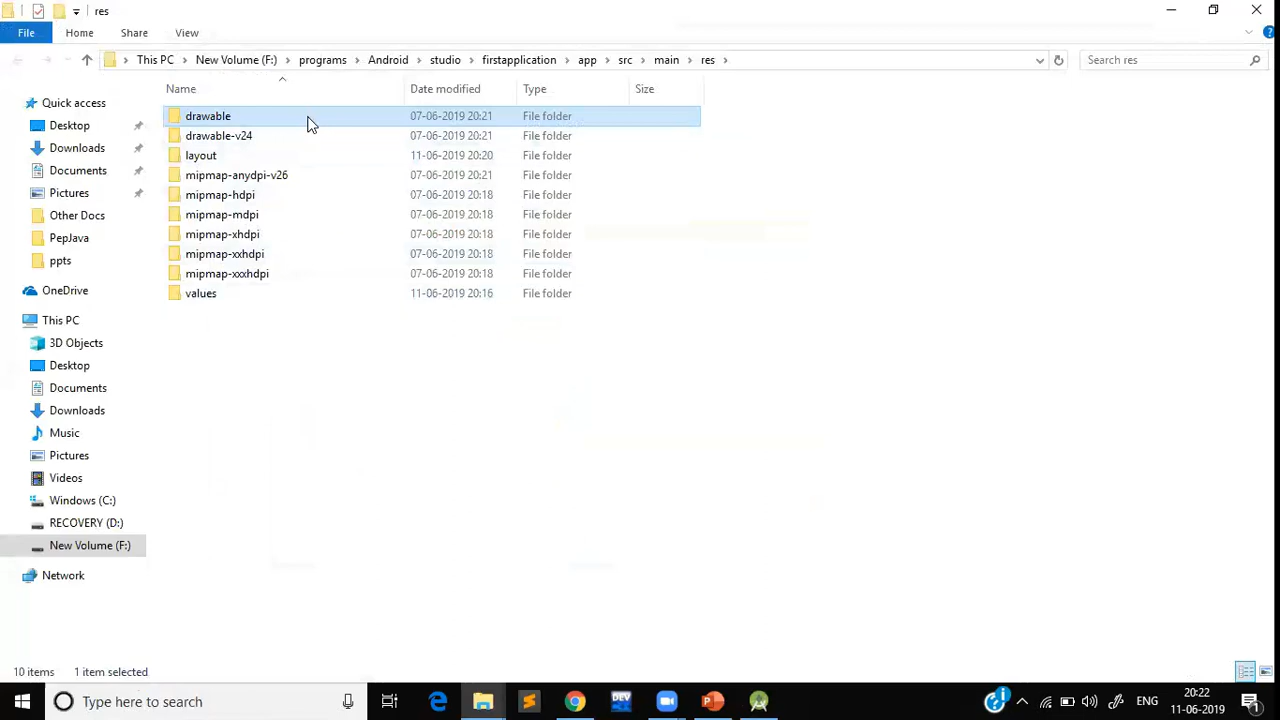 res
File Home Share View
This PC New Volume (F:) programs Android studio firstapplication app src main res Search res
Name Date modified Type Size
Quick access
Desktop
Downloads
Documents
Pictures
Other Docs
PepJava
ppts
OneDrive
This PC
3D Objects
Desktop
Documents
Downloads
Music
Pictures
Videos
Windows (C:)
RECOVERY (D:)
New Volume (F:)
Network
drawable 07-06-2019 20:21 File folder
drawable-v24 07-06-2019 20:21 File folder
layout 11-06-2019 20:20 File folder
mipmap-anydpi-v26 07-06-2019 20:21 File folder
mipmap-hdpi 07-06-2019 20:18 File folder
mipmap-mdpi 07-06-2019 20:18 File folder
mipmap-xhdpi 07-06-2019 20:18 File folder
mipmap-xxhdpi 07-06-2019 20:18 File folder
mipmap-xxxhdpi 07-06-2019 20:18 File folder
values 11-06-2019 20:16 File folder
10 items 1 item selected
Type here to search
DEV
ENG
20:22
11-06-2019
1